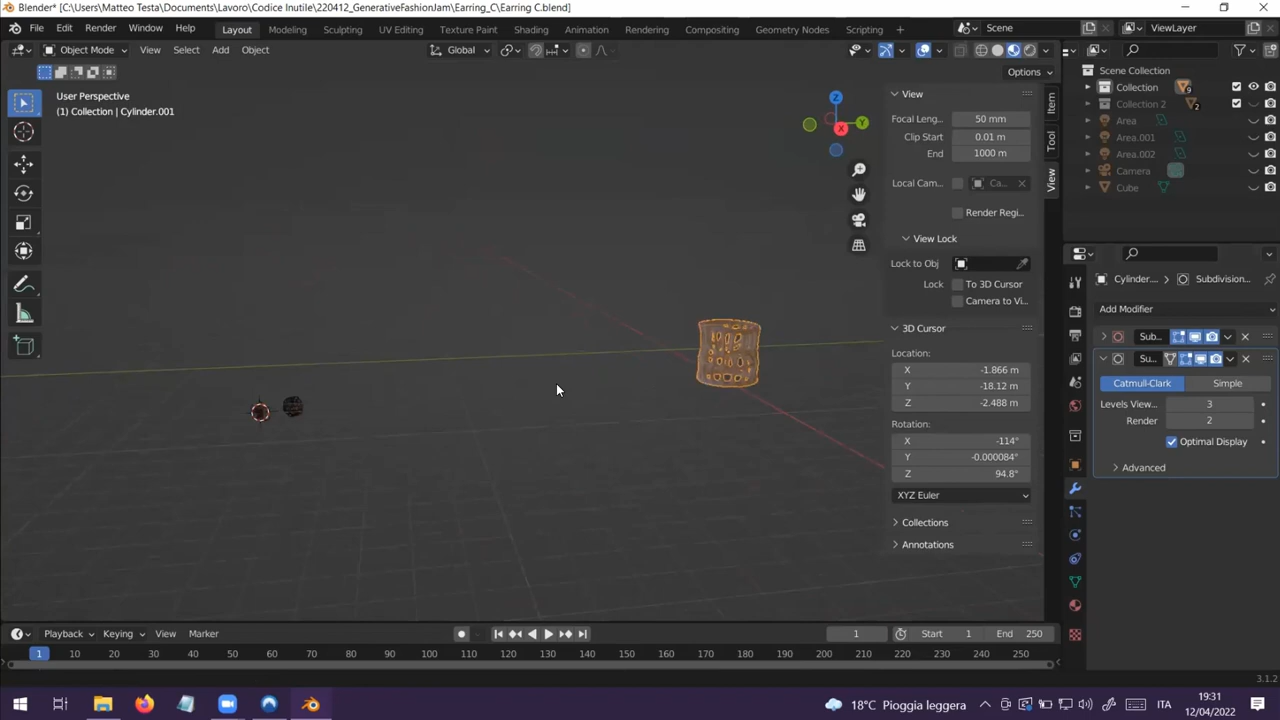 Blender* [C:\Users\Matteo Testa\Documents\Lavoro\Codice Inutile\220412_GenerativeFashionJam\Earring_C\Earring C.blend]
File Edit Render Window Help Layout Modeling Sculpting UV Editing Texture Paint Shading Animation Rendering Compositing Geometry Nodes Scripting Scene ViewLayer
Object Mode View Select Add Object Global
Options
User Perspective
(1) Collection | Cylinder.001
Z
Y
X
View
Focal Leng... 50 mm
Clip Start 0.01 m
End 1000 m
Local Cam... Ca...
Render Regi...
View Lock
Lock to Obj
Lock To 3D Cursor
Camera to Vi...
3D Cursor
Location:
X -1.866 m
Y -18.12 m
Z -2.488 m
Rotation:
X -114°
Y -0.000084°
Z 94.8°
XYZ Euler
Collections
Annotations
Item
Tool
View
Scene Collection
Collection 9
Collection 2 2
Area
Area.001
Area.002
Camera
Cube
Cylinder.... Subdivision...
Add Modifier
Sub...
Su...
Catmull-Clark Simple
Levels View... 3
Render 2
Optimal Display
Advanced
Playback Keying View Marker 1 Start 1 End 250
1 10 20 30 40 50 60 70 80 90 100 110 120 130 140 150 160 170 180 190 200 210 220 230 240 250
3.1.2
18°C Pioggia leggera ITA 19:31
12/04/2022